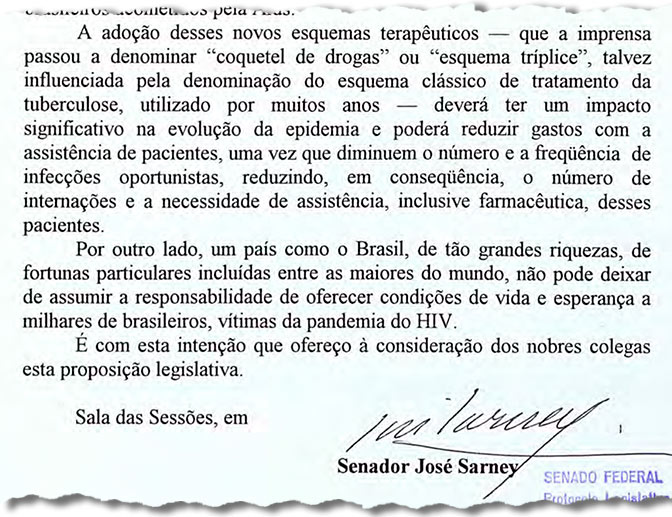 brasileiros acometidos pela Aids.
A adoção desses novos esquemas terapêuticos — que a imprensa
passou a denominar “coquetel de drogas” ou “esquema tríplice”, talvez
influenciada pela denominação do esquema clássico de tratamento da
tuberculose, utilizado por muitos anos — deverá ter um impacto
significativo na evolução da epidemia e poderá reduzir gastos com a
assistência de pacientes, uma vez que diminuem o número e a freqüência de
infecções oportunistas, reduzindo, em conseqüência, o número de
internações e a necessidade de assistência, inclusive farmacêutica, desses
pacientes.
Por outro lado, um país como o Brasil, de tão grandes riquezas, de
fortunas particulares incluídas entre as maiores do mundo, não pode deixar
de assumir a responsabilidade de oferecer condições de vida e esperança a
milhares de brasileiros, vítimas da pandemia do HIV.
É com esta intenção que ofereço à consideração dos nobres colegas
esta proposição legislativa.
Sala das Sessões, em
Senador José Sarney
SENADO FEDERAL
Protocolo Legislativo